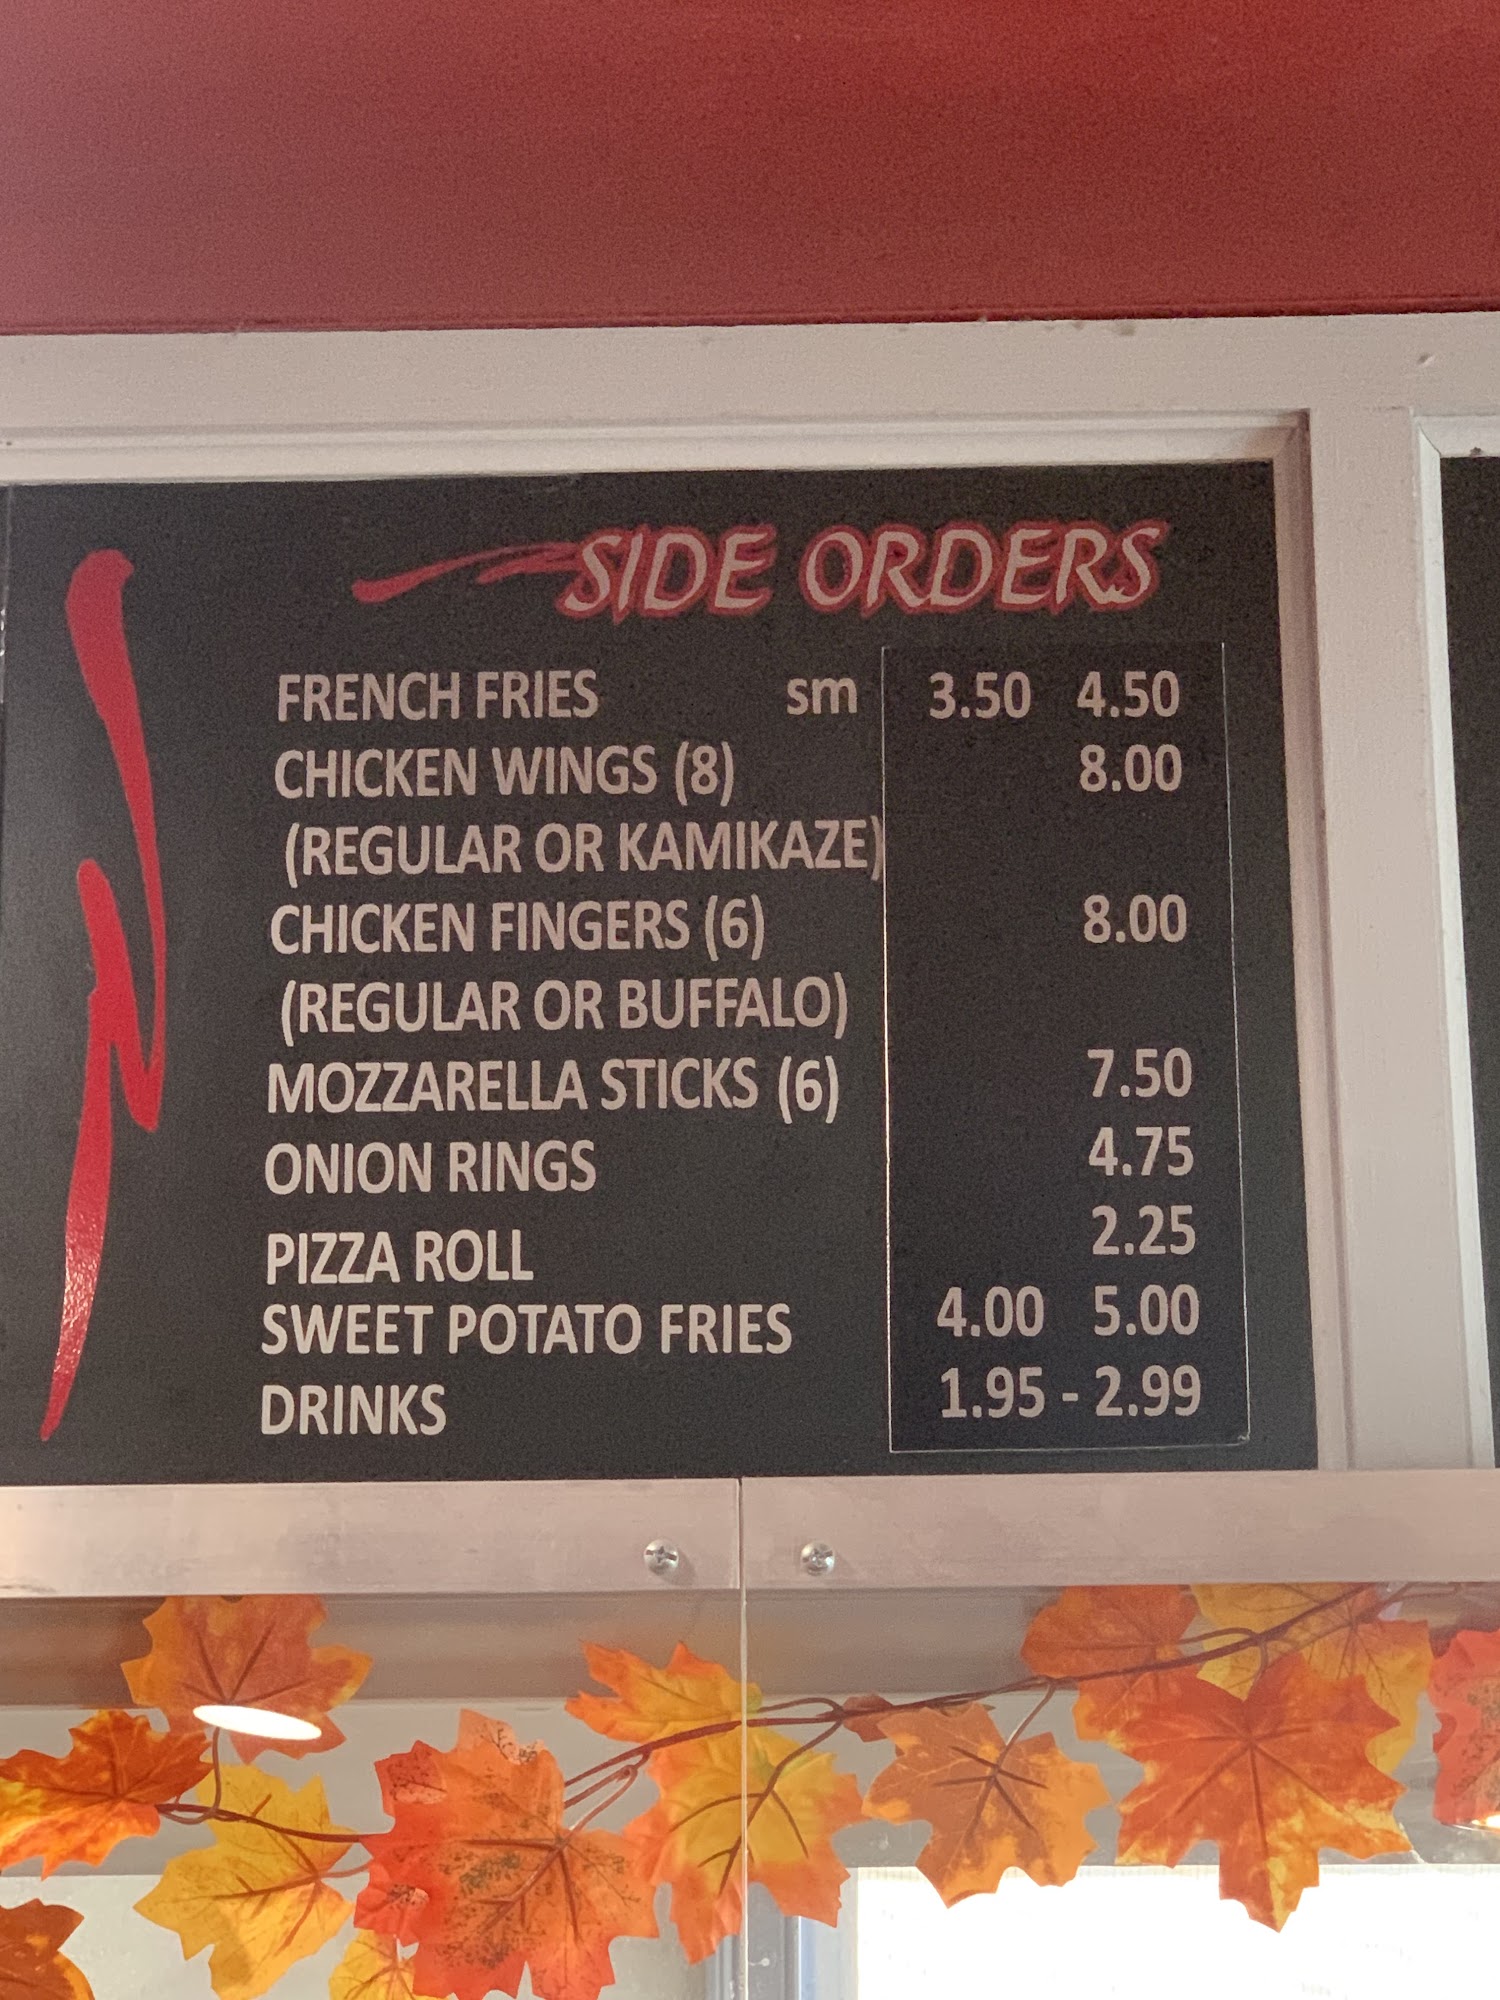 SIDE ORDERS
FRENCH FRIES sm 3.50 4.50
CHICKEN WINGS (8) 8.00
(REGULAR OR KAMIKAZE)
CHICKEN FINGERS (6) 8.00
(REGULAR OR BUFFALO)
MOZZARELLA STICKS (6) 7.50
ONION RINGS 4.75
PIZZA ROLL 2.25
SWEET POTATO FRIES 4.00 5.00
DRINKS 1.95 - 2.99